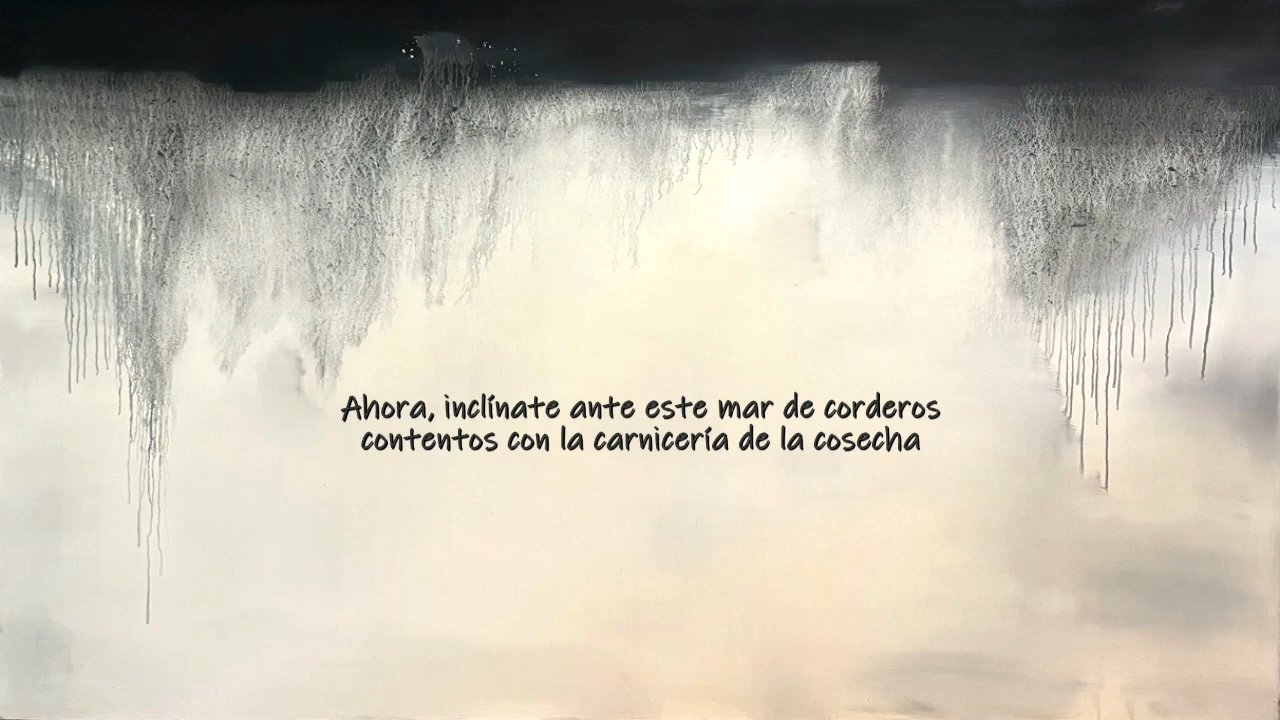 Ahora, inclínate ante este mar de corderos
contentos con la carnicería de la cosecha